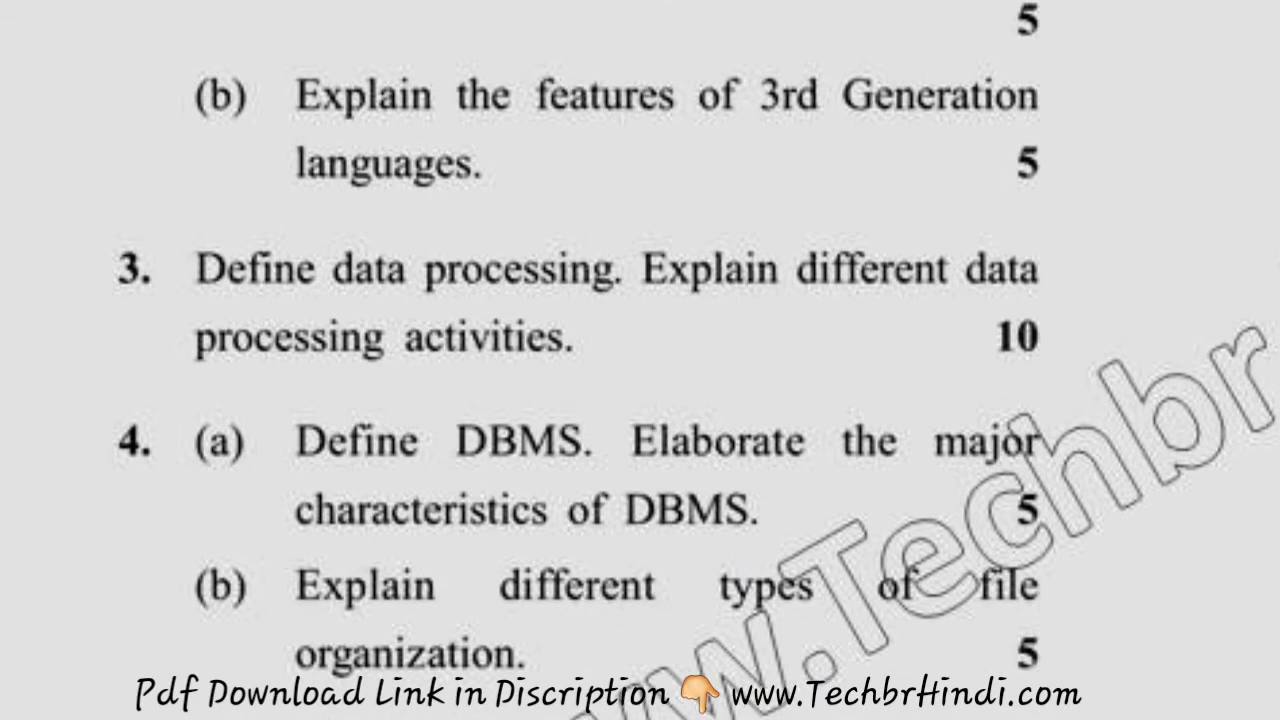 5
(b) Explain the features of 3rd Generation
languages. 5
3. Define data processing. Explain different data
processing activities. 10
4. (a) Define DBMS. Elaborate the major
characteristics of DBMS. 5
(b) Explain different types of file
organization. 5
www.Techbr
Pdf Download Link in Discription 👇 www.TechbrHindi.com